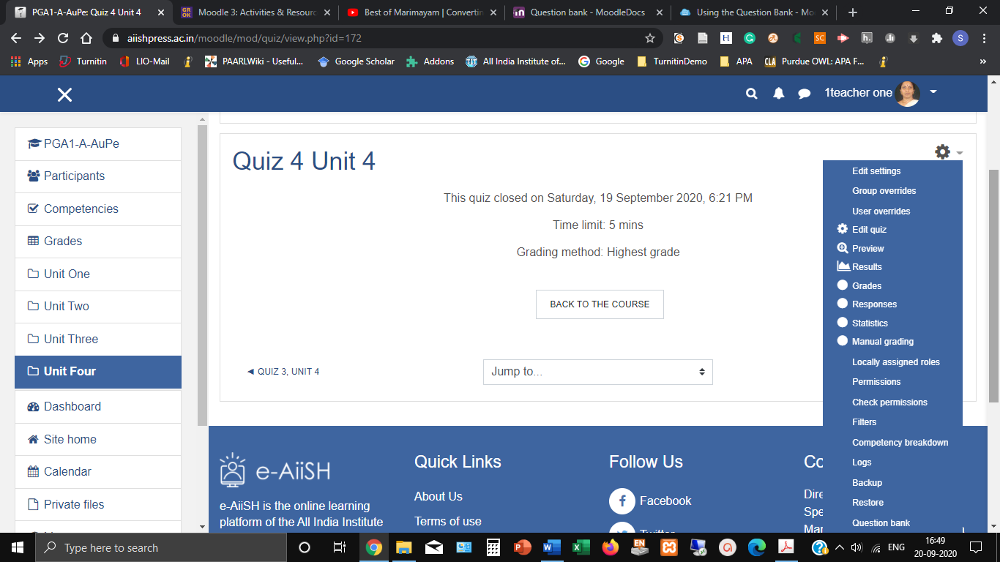 PGA1-A-AuPe: Quiz 4 Unit 4
Moodle 3: Activities & Resourc
Best of Marimayam | Convertin
Question bank - MoodleDocs
Using the Question Bank - Mo
aiishpress.ac.in/moodle/mod/quiz/view.php?id=172
Apps
Turnitin
LIO-Mail
PAARLWiki - Useful...
Google Scholar
Addons
All India Institute of...
Google
TurnitinDemo
APA
Purdue OWL: APA F...
1teacher one
PGA1-A-AuPe
Participants
Competencies
Grades
Unit One
Unit Two
Unit Three
Unit Four
Dashboard
Site home
Calendar
Private files
Quiz 4 Unit 4
This quiz closed on Saturday, 19 September 2020, 6:21 PM
Time limit: 5 mins
Grading method: Highest grade
BACK TO THE COURSE
◄ QUIZ 3, UNIT 4
Jump to...
Edit settings
Group overrides
User overrides
Edit quiz
Preview
Results
Grades
Responses
Statistics
Manual grading
Locally assigned roles
Permissions
Check permissions
Filters
Competency breakdown
Logs
Backup
Restore
Question bank
e-AiiSH
e-AiiSH is the online learning
platform of the All India Institute
Quick Links
About Us
Terms of use
Follow Us
Facebook
Twitter
Co
Dire
Spe
Mar
Type here to search
ENG
16:49
20-09-2020